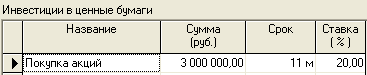 Инвестиции в ценные бумаги
Название Сумма (руб.) Срок Ставка (%)
Покупка акций 3 000 000,00 11 м 20,00